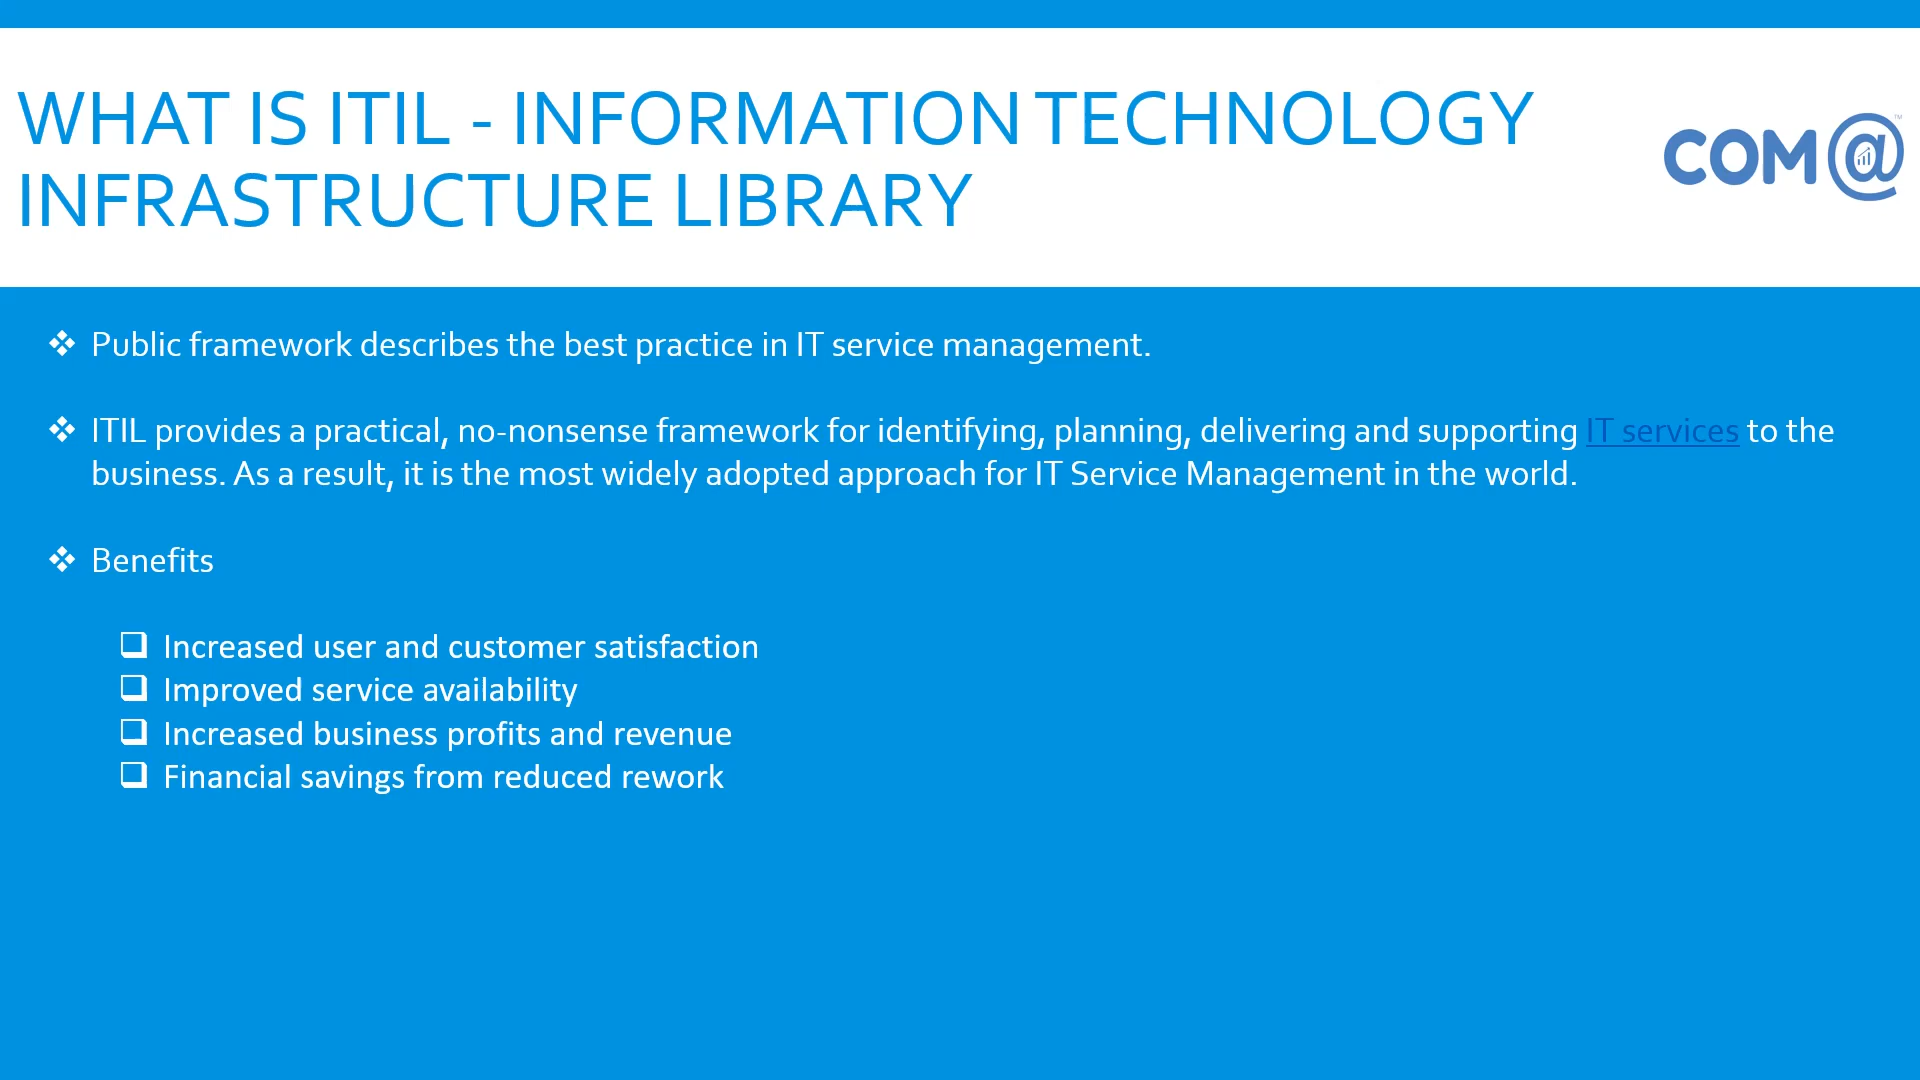 WHAT IS ITIL - INFORMATION TECHNOLOGY
INFRASTRUCTURE LIBRARY
COM@™
❖ Public framework describes the best practice in IT service management.
❖ ITIL provides a practical, no-nonsense framework for identifying, planning, delivering and supporting IT services to the
business. As a result, it is the most widely adopted approach for IT Service Management in the world.
❖ Benefits
❑ Increased user and customer satisfaction
❑ Improved service availability
❑ Increased business profits and revenue
❑ Financial savings from reduced rework